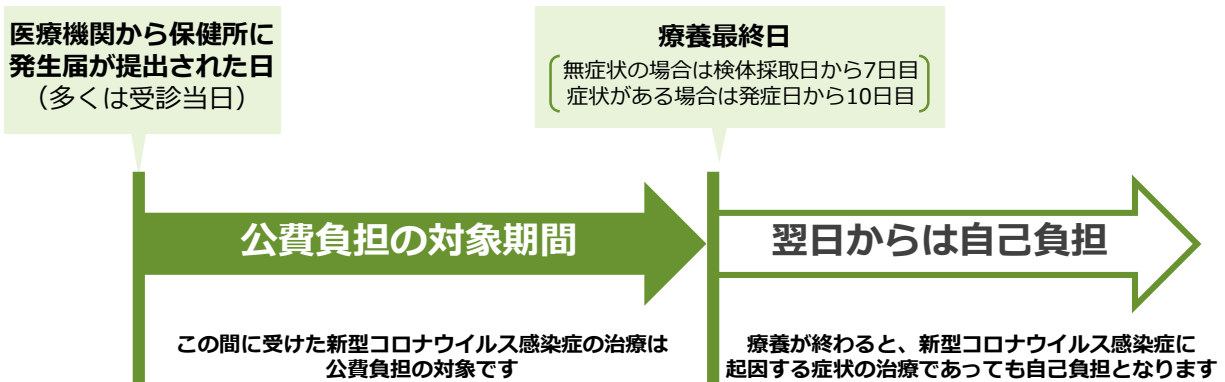 医療機関から保健所に
発生届が提出された日
（多くは受診当日）
療養最終日
無症状の場合は検体採取日から7日目
症状がある場合は発症日から10日目
公費負担の対象期間
翌日からは自己負担
この間に受けた新型コロナウイルス感染症の治療は
公費負担の対象です
療養が終わると、新型コロナウイルス感染症に
起因する症状の治療であっても自己負担となります